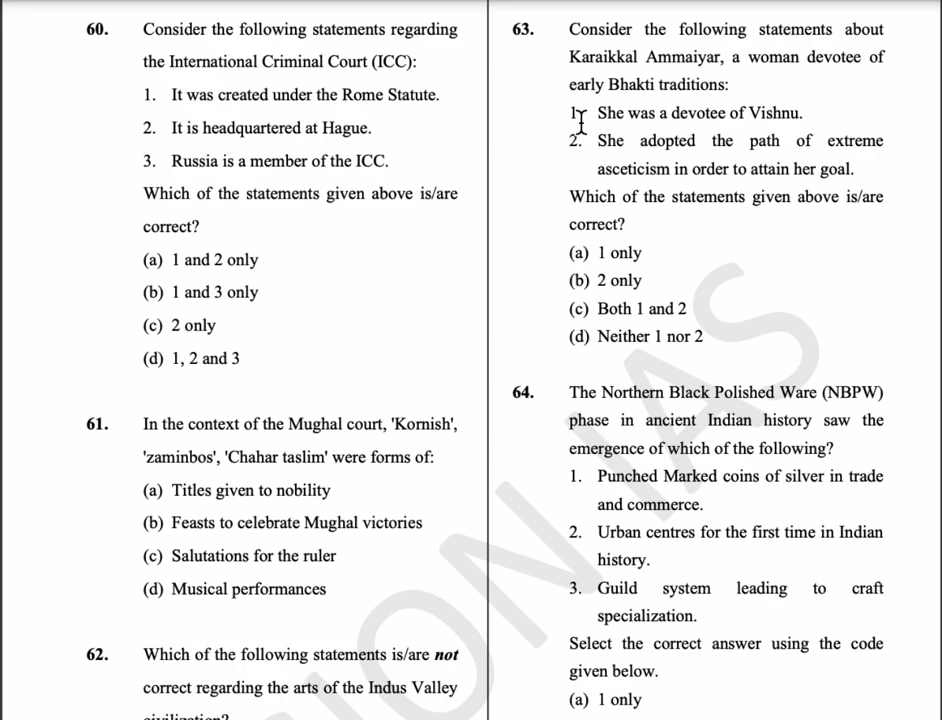 60. Consider the following statements regarding
the International Criminal Court (ICC):
1. It was created under the Rome Statute.
2. It is headquartered at Hague.
3. Russia is a member of the ICC.
Which of the statements given above is/are
correct?
(a) 1 and 2 only
(b) 1 and 3 only
(c) 2 only
(d) 1, 2 and 3
61. In the context of the Mughal court, 'Kornish',
'zaminbos', 'Chahar taslim' were forms of:
(a) Titles given to nobility
(b) Feasts to celebrate Mughal victories
(c) Salutations for the ruler
(d) Musical performances
62. Which of the following statements is/are not
correct regarding the arts of the Indus Valley
civilization?
63. Consider the following statements about
Karaikkal Ammaiyar, a woman devotee of
early Bhakti traditions:
1. She was a devotee of Vishnu.
2. She adopted the path of extreme
asceticism in order to attain her goal.
Which of the statements given above is/are
correct?
(a) 1 only
(b) 2 only
(c) Both 1 and 2
(d) Neither 1 nor 2
64. The Northern Black Polished Ware (NBPW)
phase in ancient Indian history saw the
emergence of which of the following?
1. Punched Marked coins of silver in trade
and commerce.
2. Urban centres for the first time in Indian
history.
3. Guild system leading to craft
specialization.
Select the correct answer using the code
given below.
(a) 1 only
ION IAS